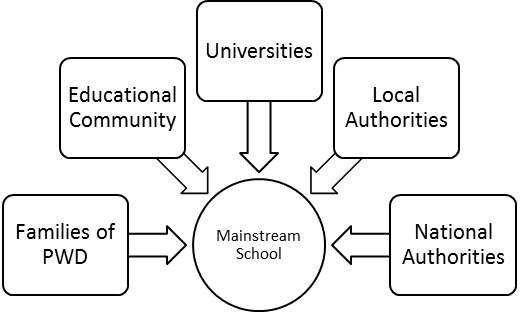 Universities
Educational
Community
Local
Authorities
Families of
PWD
Mainstream
School
National
Authorities